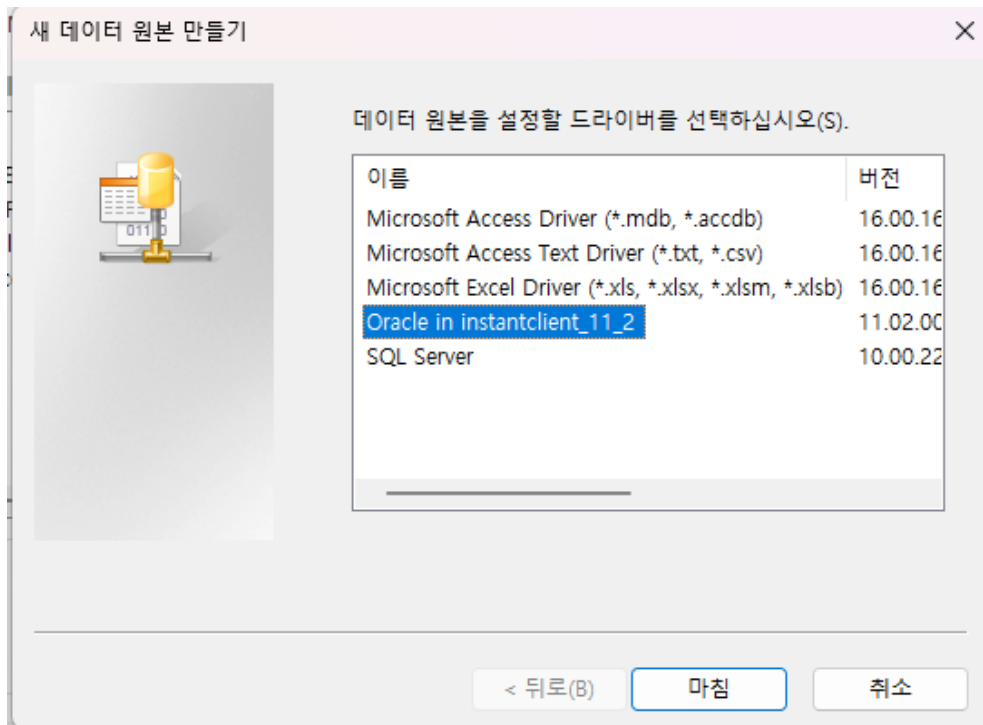 새 데이터 원본 만들기
데이터 원본을 설정할 드라이버를 선택하십시오(S).
이름 버전
Microsoft Access Driver (*.mdb, *.accdb) 16.00.16
Microsoft Access Text Driver (*.txt, *.csv) 16.00.16
Microsoft Excel Driver (*.xls, *.xlsx, *.xlsm, *.xlsb) 16.00.16
Oracle in instantclient_11_2 11.02.00
SQL Server 10.00.22
< 뒤로(B) 마침 취소